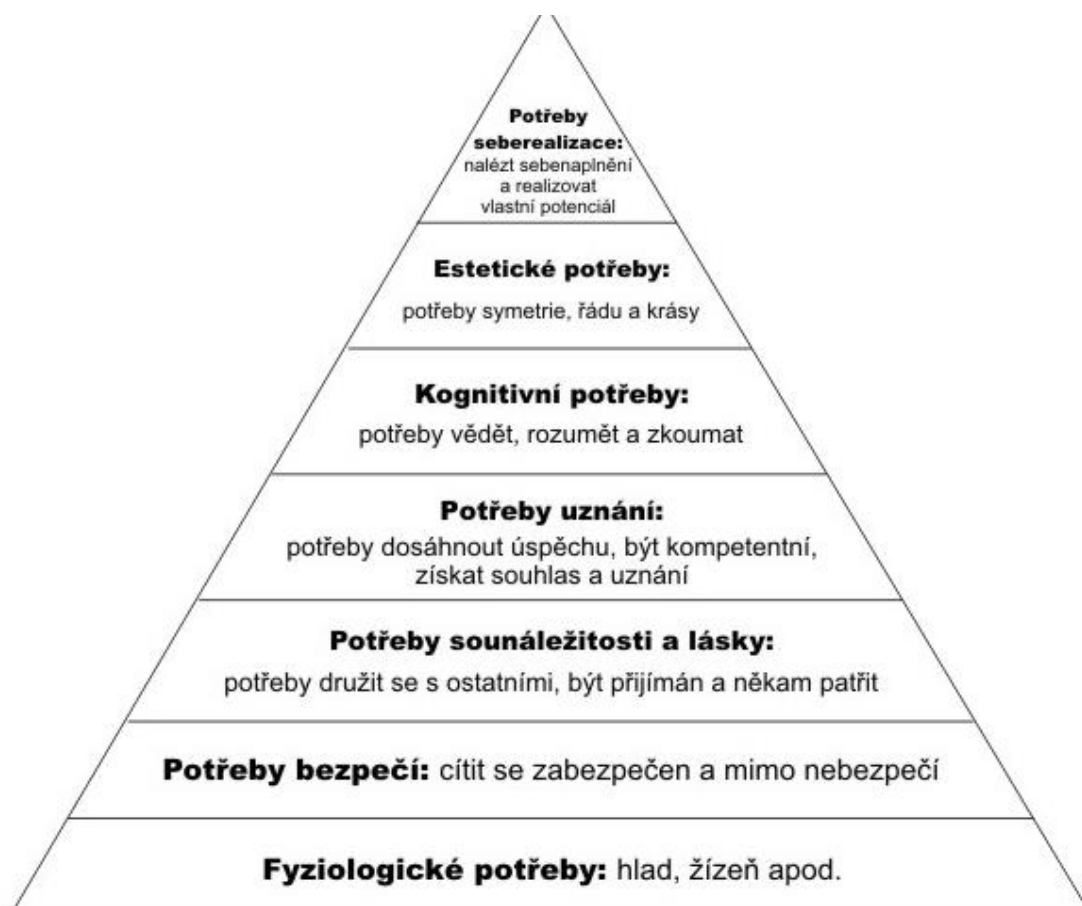 Potřeby
seberealizace:
nalézt sebenaplnění
a realizovat
vlastní potenciál
Estetické potřeby:
potřeby symetrie, řádu a krásy
Kognitivní potřeby:
potřeby vědět, rozumět a zkoumat
Potřeby uznání:
potřeby dosáhnout úspěchu, být kompetentní,
získat souhlas a uznání
Potřeby sounáležitosti a lásky:
potřeby družit se s ostatními, být přijímán a někam patřit
Potřeby bezpečí: cítit se zabezpečen a mimo nebezpečí
Fyziologické potřeby: hlad, žízeň apod.